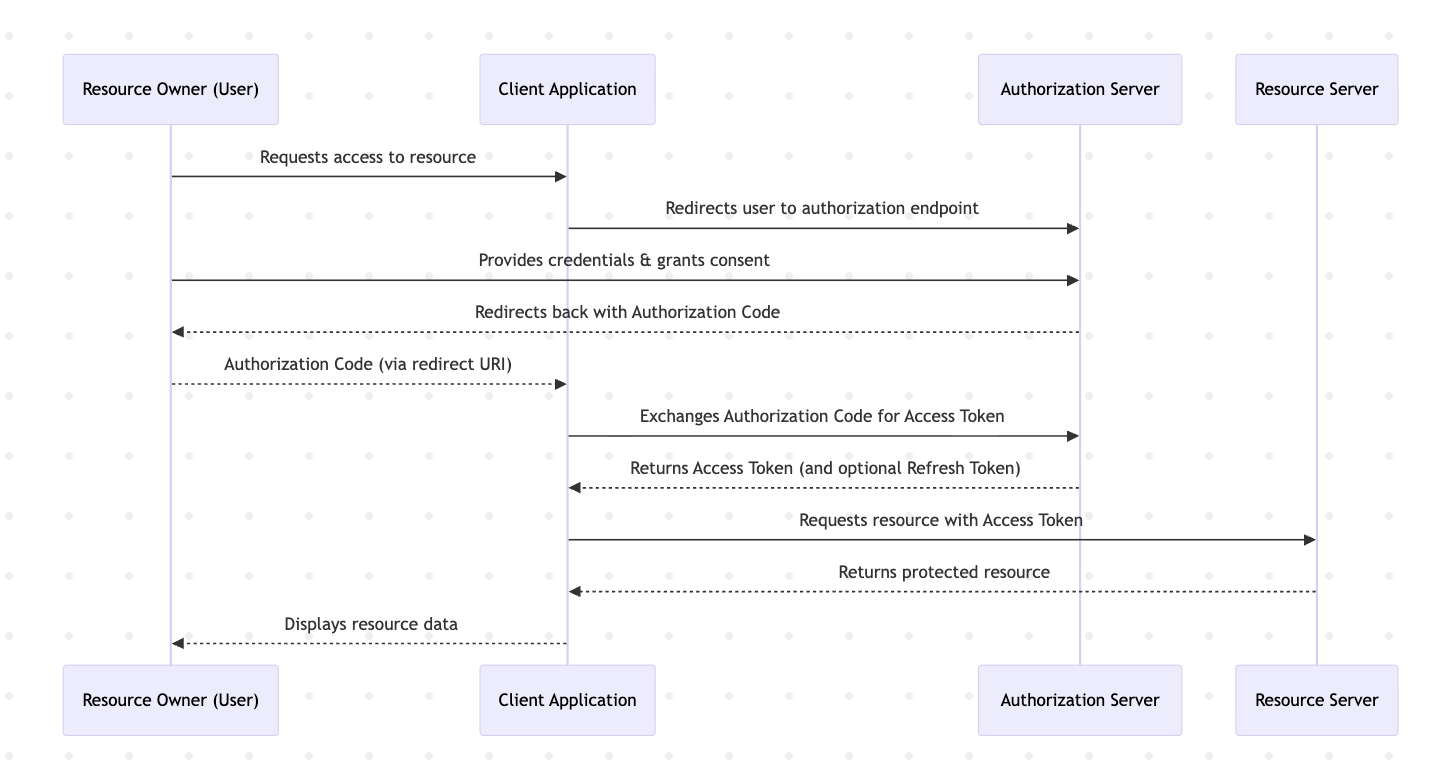 Resource Owner (User)
Client Application
Authorization Server
Resource Server
Requests access to resource
Redirects user to authorization endpoint
Provides credentials & grants consent
Redirects back with Authorization Code
Authorization Code (via redirect URI)
Exchanges Authorization Code for Access Token
Returns Access Token (and optional Refresh Token)
Requests resource with Access Token
Returns protected resource
Displays resource data
Resource Owner (User)
Client Application
Authorization Server
Resource Server